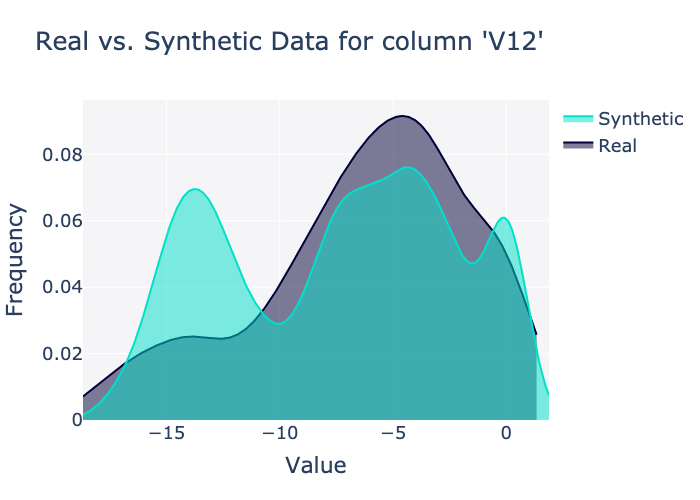 Real vs. Synthetic Data for column 'V12'
Synthetic
Real
Frequency
0.08
0.06
0.04
0.02
0
−15
−10
−5
0
Value